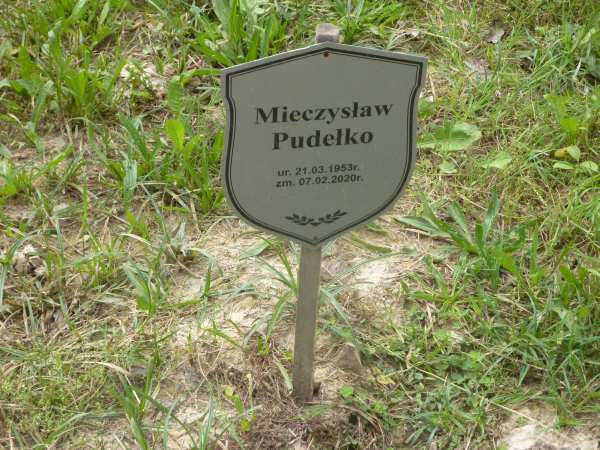 Mieczysław
Pudełko
ur. 21.03.1953r.
zm. 07.02.2020r.